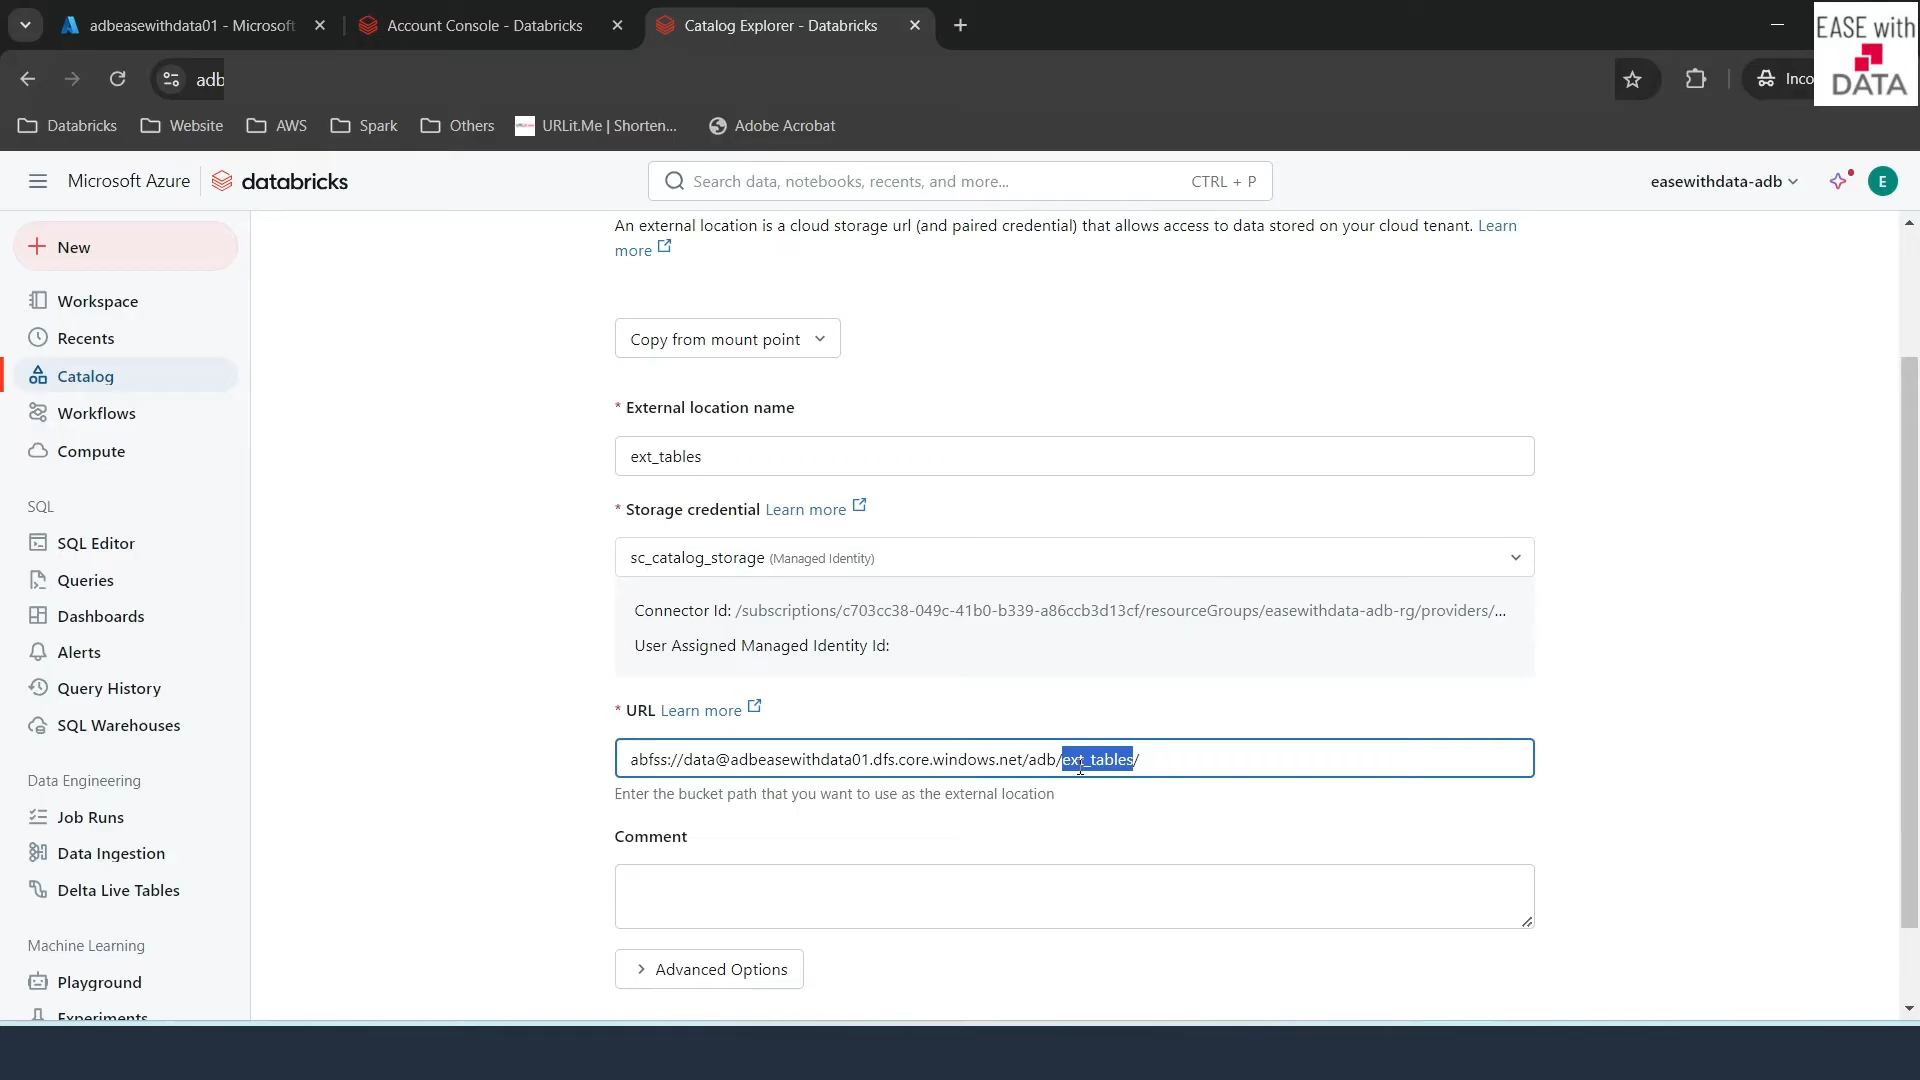 adbeasewithdata01 - Microsoft
Account Console - Databricks
Catalog Explorer - Databricks
EASE with
DATA
adb
Inco
Databricks
Website
AWS
Spark
Others
URLit.Me | Shorten...
Adobe Acrobat
Microsoft Azure
databricks
Search data, notebooks, recents, and more...
CTRL + P
easewithdata-adb
E
New
Workspace
Recents
Catalog
Workflows
Compute
SQL
SQL Editor
Queries
Dashboards
Alerts
Query History
SQL Warehouses
Data Engineering
Job Runs
Data Ingestion
Delta Live Tables
Machine Learning
Playground
Experiments
An external location is a cloud storage url (and paired credential) that allows access to data stored on your cloud tenant. Learn
more
Copy from mount point
* External location name
ext_tables
* Storage credential Learn more
sc_catalog_storage (Managed Identity)
Connector Id: /subscriptions/c703cc38-049c-41b0-b339-a86ccb3d13cf/resourceGroups/easewithdata-adb-rg/providers/...
User Assigned Managed Identity Id:
* URL Learn more
abfss://data@adbeasewithdata01.dfs.core.windows.net/adb/ext_tables/
Enter the bucket path that you want to use as the external location
Comment
Advanced Options